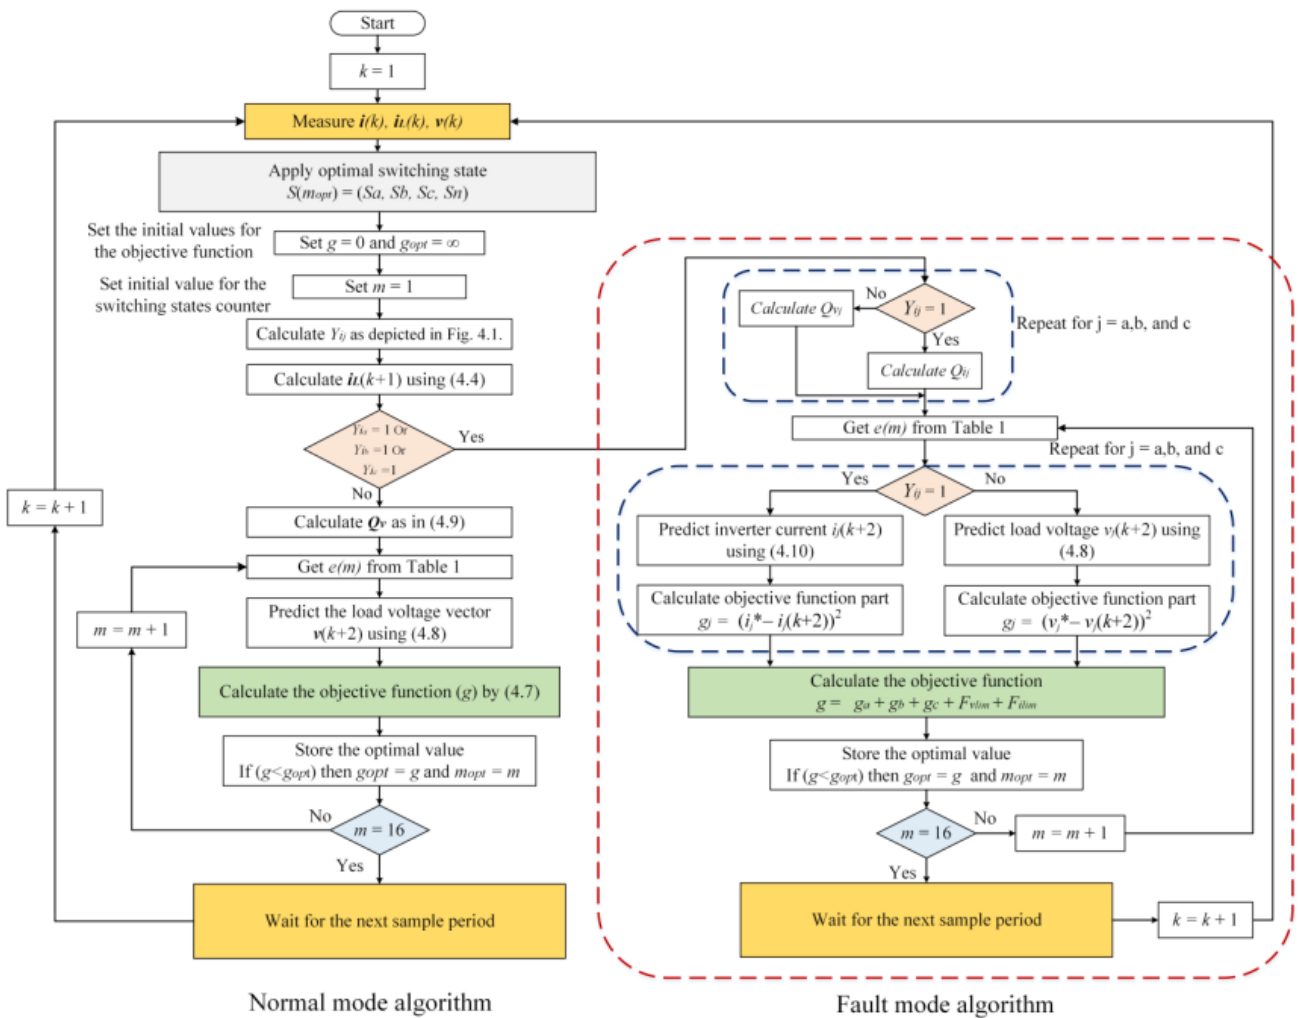 Start
k = 1
Measure i(k), iL(k), v(k)
Apply optimal switching state
S(mopt) = (Sa, Sb, Sc, Sn)
Set the initial values for
the objective function
Set g = 0 and gopt = ∞
Set initial value for the
switching states counter
Set m = 1
Calculate Yij as depicted in Fig. 4.1.
Calculate iL(k+1) using (4.4)
Yia = 1 Or
Yib =1 Or
Yic =1
Yes
No
k = k + 1
Calculate Qv as in (4.9)
Get e(m) from Table 1
m = m + 1
Predict the load voltage vector
v(k+2) using (4.8)
Calculate the objective function (g) by (4.7)
Store the optimal value
If (g<gopt) then gopt = g and mopt = m
No
m = 16
Yes
Wait for the next sample period
Normal mode algorithm
No
Yij = 1
Calculate Qvj
Yes
Repeat for j = a,b, and c
Calculate Qij
Get e(m) from Table 1
Repeat for j = a,b, and c
Yes
Yij = 1
No
Predict inverter current ij(k+2)
using (4.10)
Predict load voltage vj(k+2) using
(4.8)
Calculate objective function part
gj = (ij*− ij(k+2))²
Calculate objective function part
gj = (vj*− vj(k+2))²
Calculate the objective function
g = ga + gb + gc + Fvlim + Filim
Store the optimal value
If (g<gopt) then gopt = g and mopt = m
m = 16
No
m = m + 1
Yes
Wait for the next sample period
k = k + 1
Fault mode algorithm